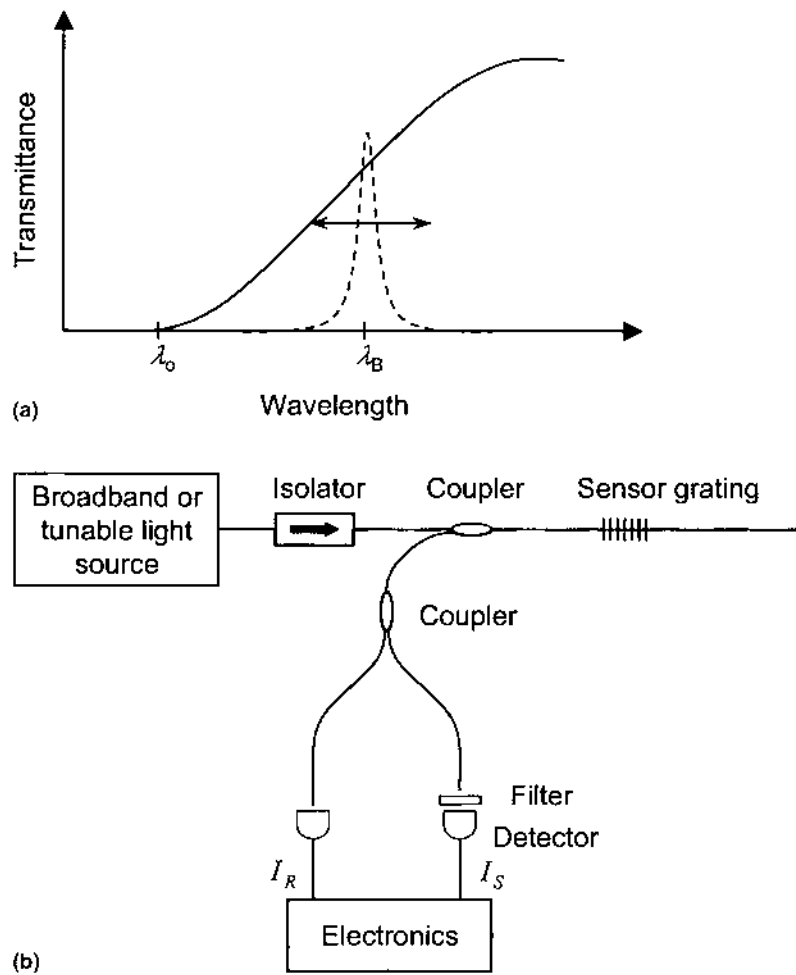 Transmittance
λo
λB
Wavelength
(a)
Broadband or
tunable light
source
Isolator
Coupler
Sensor grating
Coupler
Filter
Detector
IR
IS
Electronics
(b)